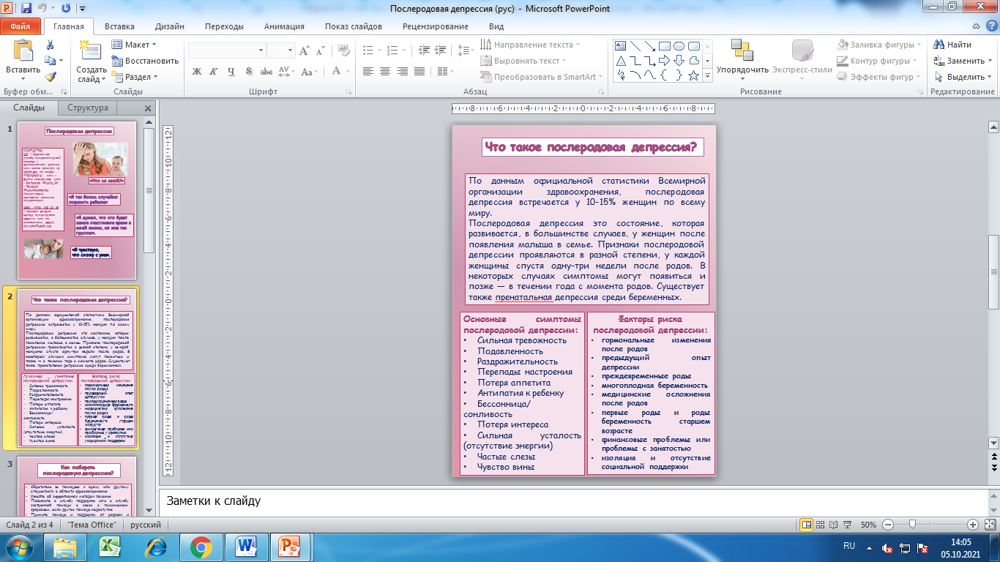 Послеродовая депрессия (рус) - Microsoft PowerPoint
Файл
Главная
Вставка
Дизайн
Переходы
Анимация
Показ слайдов
Рецензирование
Вид
Вставить
Создать слайд
Макет
Восстановить
Раздел
Направление текста
Выровнять текст
Преобразовать в SmartArt
Упорядочить
Экспресс-стили
Заливка фигуры
Контур фигуры
Эффекты фигур
Найти
Заменить
Выделить
Буфер обм...
Слайды
Шрифт
Абзац
Рисование
Редактирование
Слайды
Структура
1
Послеродовая депрессия
«Что со мной?»
«Я так боюсь случайно
поранить ребенка»
«Я думал, что это будет
самое счастливое время в
моей жизни, но мне так
грустно».
«Я чувствую,
что схожу с ума».
2
Что такое послеродовая депрессия?
3
Как побороть
послеродовую депрессию?
Что такое послеродовая депрессия?
По данным официальной статистики Всемирной
организации здравоохранения, послеродовая
депрессия встречается у 10-15% женщин по всему
миру.
Послеродовая депрессия это состояние, которая
развивается, в большинстве случаев, у женщин после
появления малыша в семье. Признаки послеродовой
депрессии проявляются в разной степени, у каждой
женщины спустя одну-три недели после родов. В
некоторых случаях симптомы могут появиться и
позже — в течении года с момента родов. Существует
также пренатальная депрессия среди беременных.
Основные симптомы
послеродовой депрессии:
• Сильная тревожность
• Подавленность
• Раздражительность
• Перепады настроения
• Потеря аппетита
• Антипатия к ребенку
• Бессонница/
сонливость
• Потеря интереса
• Сильная усталость
(отсутствие энергии)
• Частые слезы
• Чувство вины
Факторы риска
послеродовой депрессии:
• гормональные изменения
после родов
• предыдущий опыт
депрессии
• преждевременные роды
• многоплодная беременность
• медицинские осложнения
после родов
• первые роды и роды
беременность старшем
возрасте
• финансовые проблемы или
проблемы с занятостью
• изоляция и отсутствие
социальной поддержки
Заметки к слайду
Слайд 2 из 4
"Тема Office"
русский
50%
RU
14:05
05.10.2021